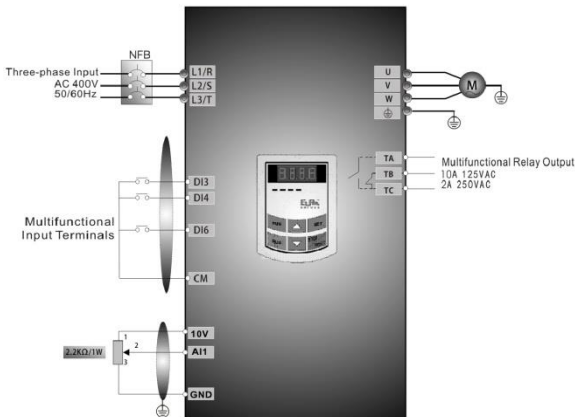 NFB
Three-phase Input
AC 400V
50/60Hz
L1/R
L2/S
L3/T
U
V
W
M
TA
TB
TC
Multifunctional Relay Output
10A 125VAC
2A 250VAC
DI3
DI4
DI6
CM
Multifunctional
Input Terminals
10V
AI1
GND
1
2
3
2.2KΩ/1W